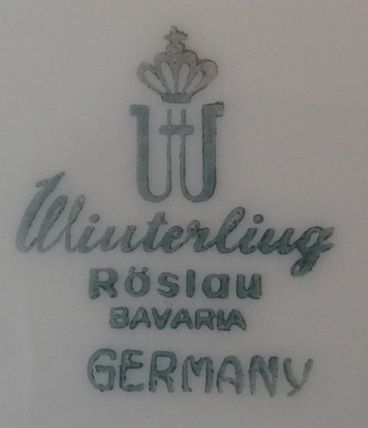 W
Winterling
Röslau
BAVARIA
GERMANY